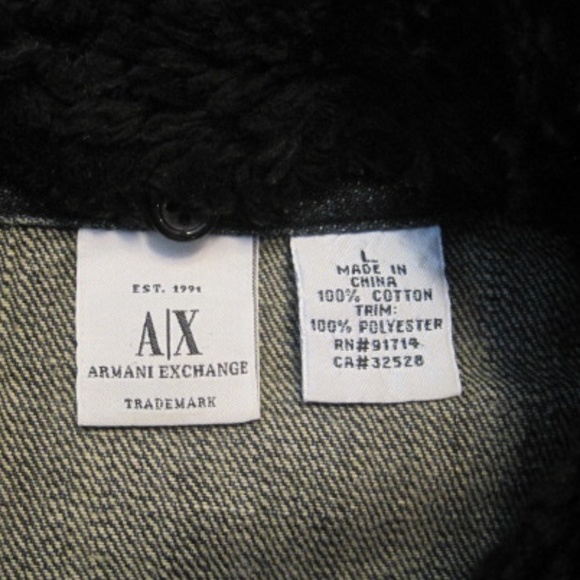 EST. 1991
A|X
ARMANI EXCHANGE
TRADEMARK
L
MADE IN
CHINA
100% COTTON
TRIM:
100% POLYESTER
RN#91714
CA#32528